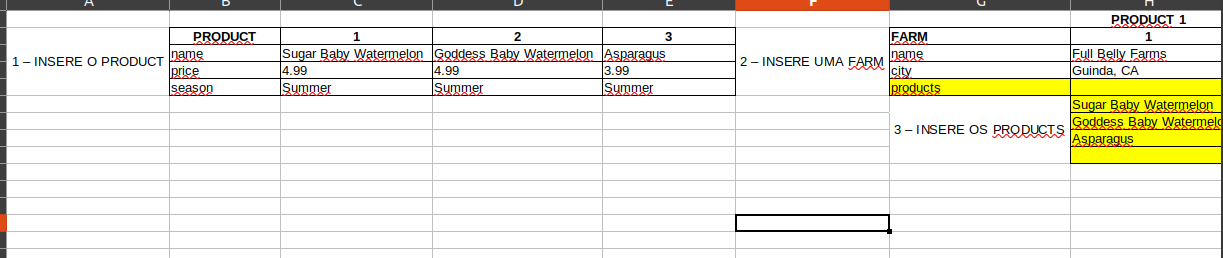 A B C D E F G H
PRODUCT 1
PRODUCT 1 2 3 FARM 1
name Sugar Baby Watermelon Goddess Baby Watermelon Asparagus name Full Belly Farms
1 – INSERE O PRODUCT price 4.99 4.99 3.99 2 – INSERE UMA FARM city Guinda, CA
season Summer Summer Summer products
Sugar Baby Watermelon
Goddess Baby Watermelo
3 – INSERE OS PRODUCTS
Asparagus